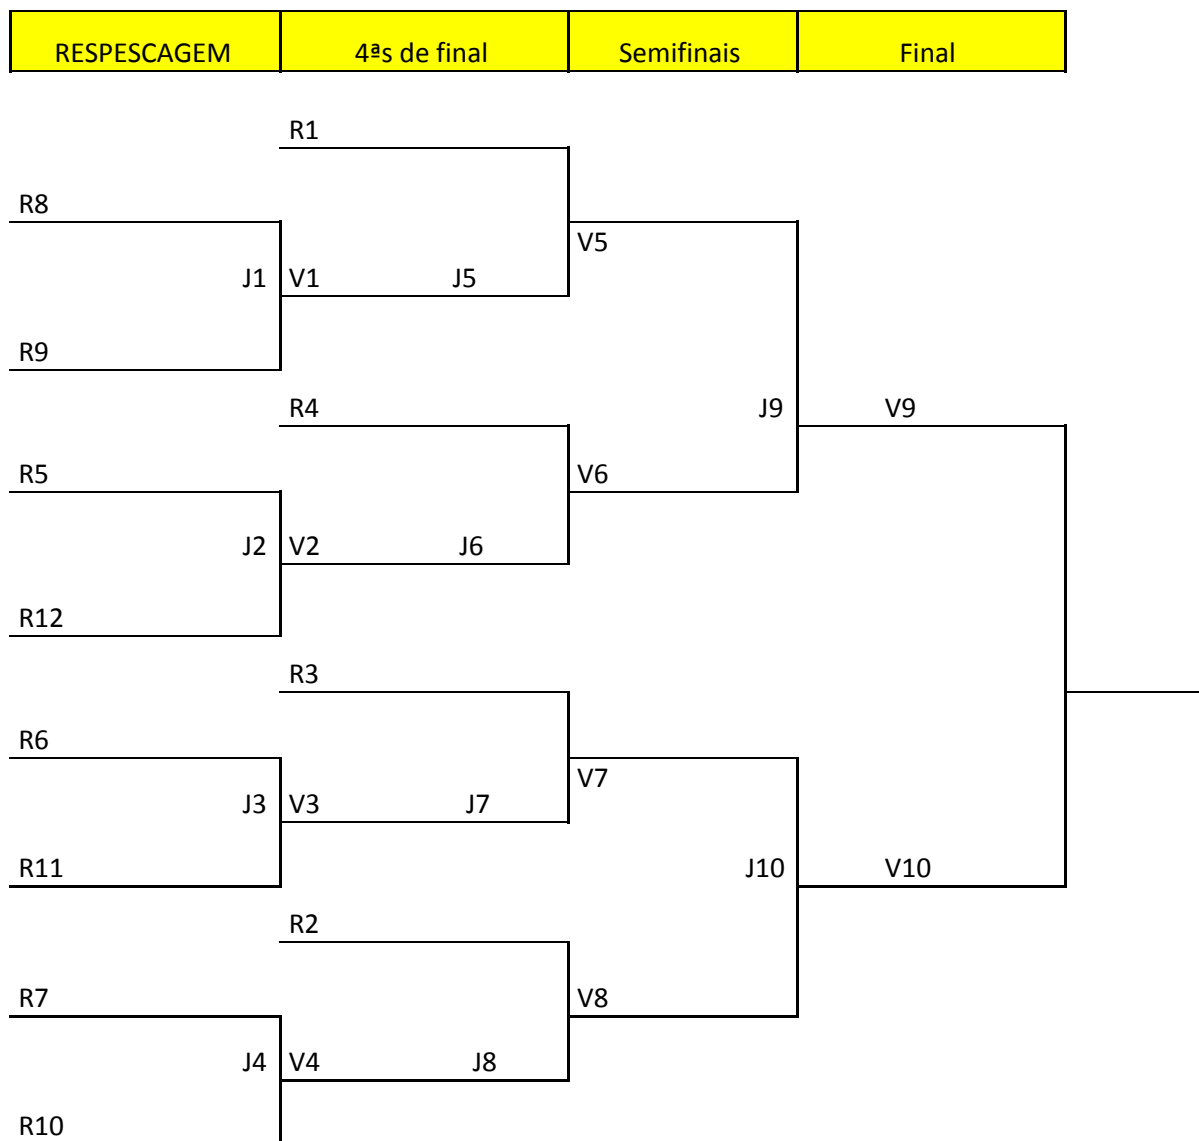 RESPESCAGEM 4ªs de final Semifinais Final
R1
R8
V5
J1 V1 J5
R9
R4 J9 V9
R5 V6
J2 V2 J6
R12
R3
R6
V7
J3 V3 J7
R11 J10 V10
R2
R7 V8
J4 V4 J8
R10